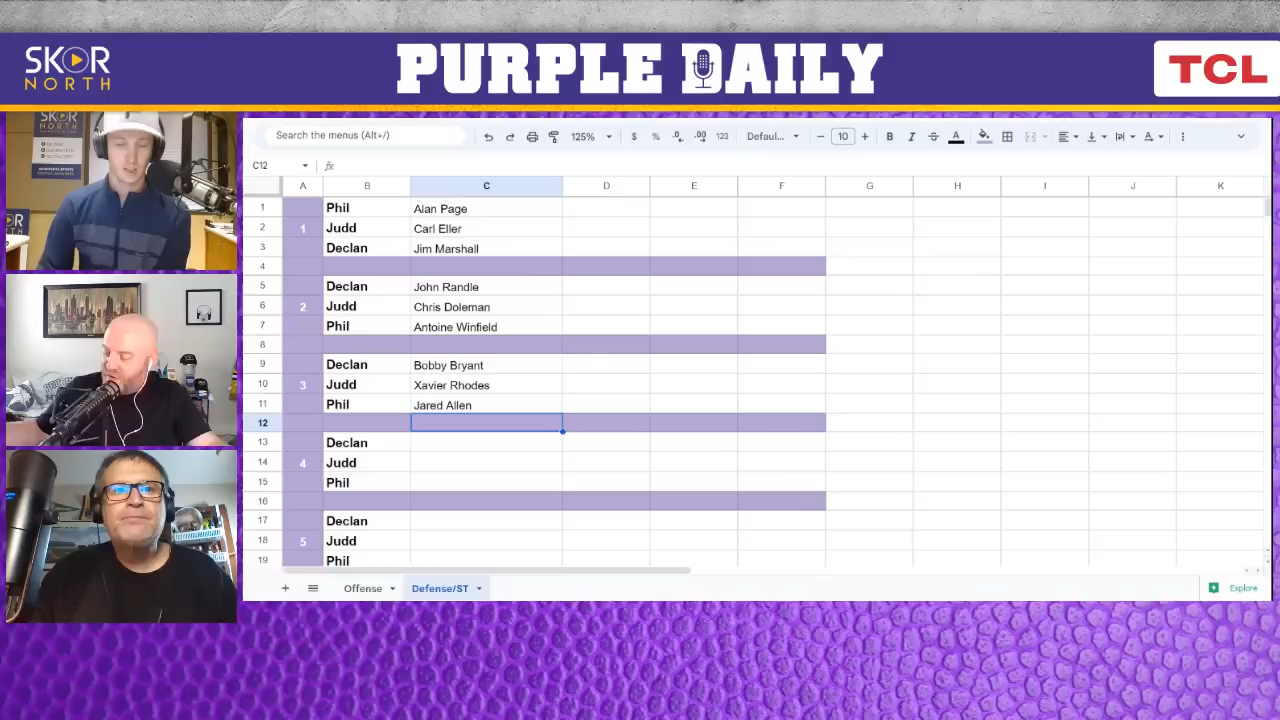 SKOR
NORTH
PURPLE DAILY
TCL
SKOR
NORTH
Search the menus (Alt+/)
125%
$
%
.0
.00
123
Defaul...
10
B
I
A
C12
fx
A B C D E F G H I J K
1 Phil Alan Page
2 1 Judd Carl Eller
3 Declan Jim Marshall
4
5 Declan John Randle
6 2 Judd Chris Doleman
7 Phil Antoine Winfield
8
9 Declan Bobby Bryant
10 3 Judd Xavier Rhodes
11 Phil Jared Allen
12
13 Declan
14 4 Judd
15 Phil
16
17 Declan
18 5 Judd
19 Phil
Offense
Defense/ST
Explore